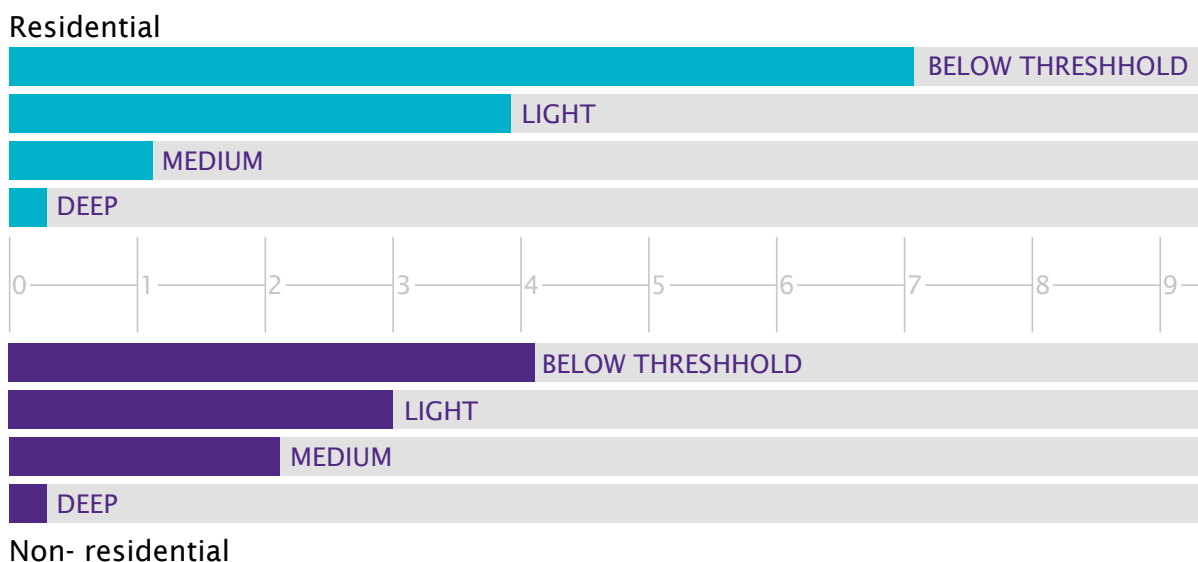 Residential
BELOW THRESHHOLD
LIGHT
MEDIUM
DEEP
0 1 2 3 4 5 6 7 8 9
BELOW THRESHHOLD
LIGHT
MEDIUM
DEEP
Non- residential